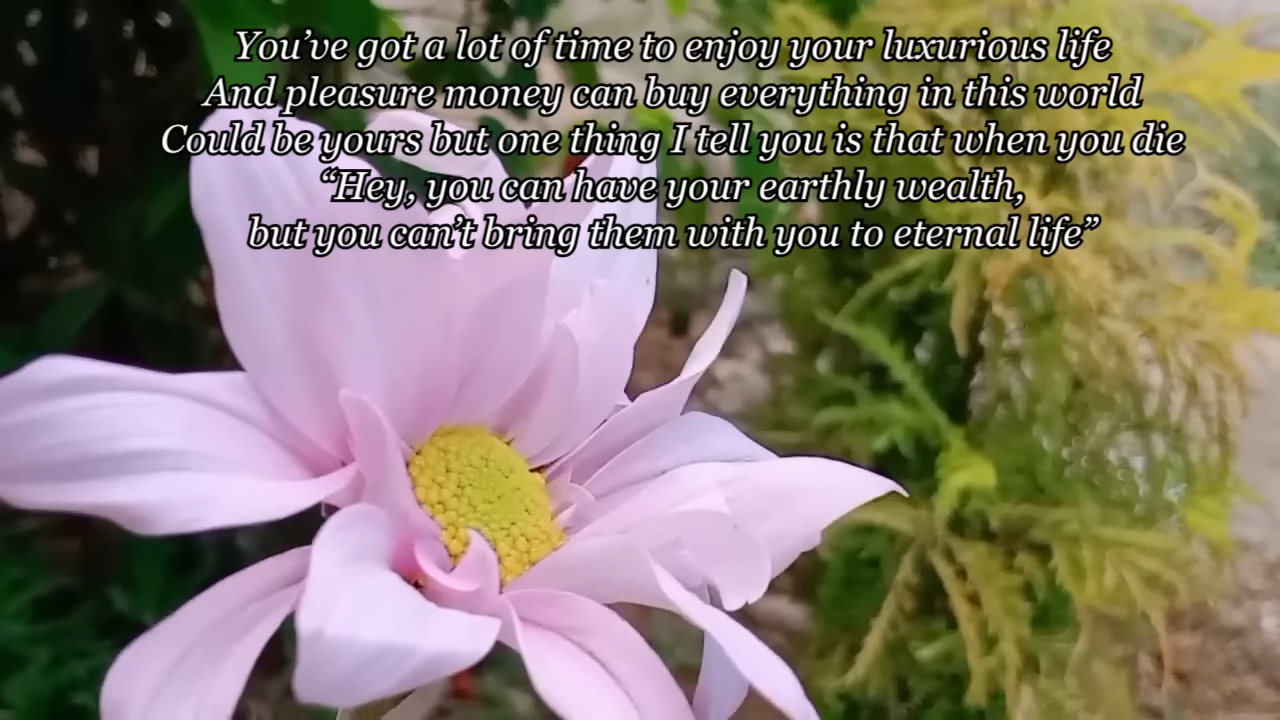 You’ve got a lot of time to enjoy your luxurious life
And pleasure money can buy everything in this world
Could be yours but one thing I tell you is that when you die
“Hey, you can have your earthly wealth,
but you can’t bring them with you to eternal life”